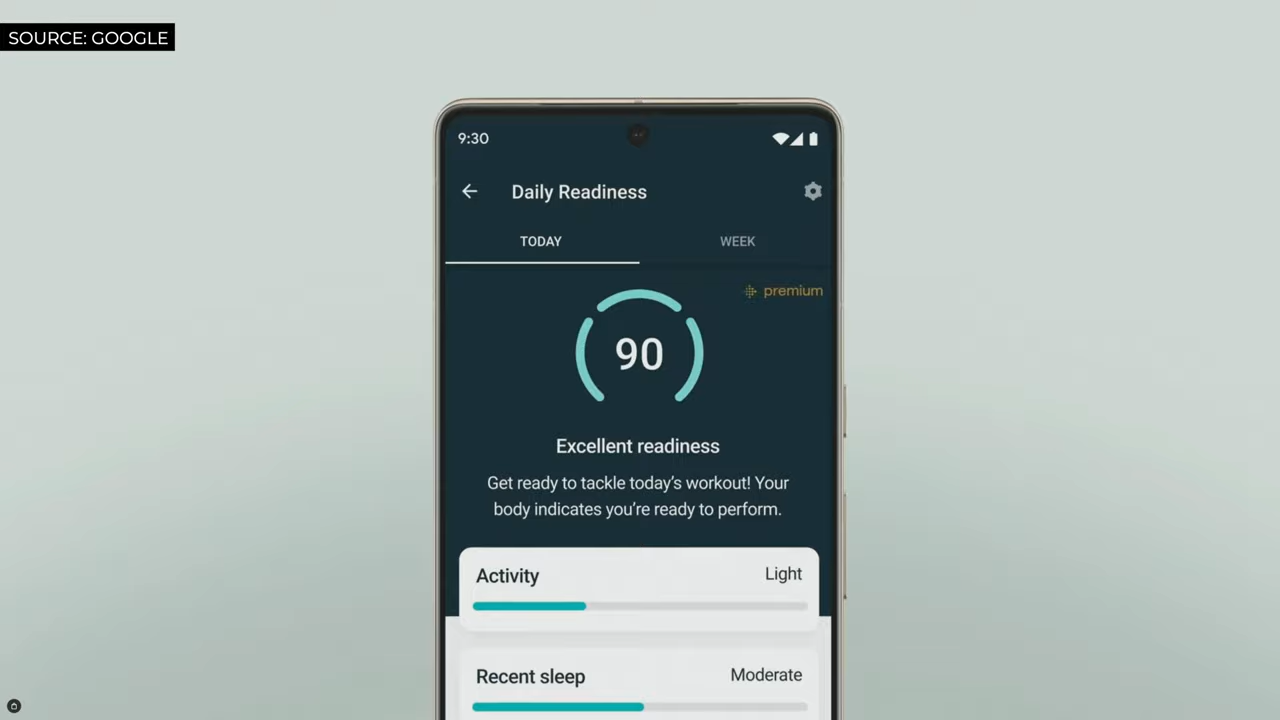 SOURCE: GOOGLE
9:30
Daily Readiness
TODAY
WEEK
premium
90
Excellent readiness
Get ready to tackle today's workout! Your
body indicates you're ready to perform.
Activity
Light
Recent sleep
Moderate